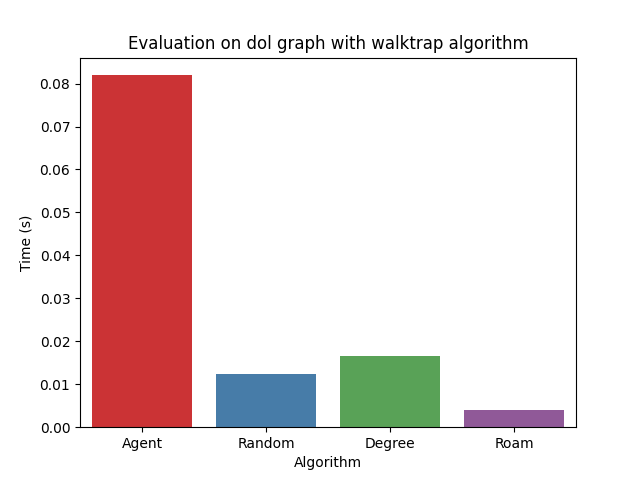 Evaluation on dol graph with walktrap algorithm
0.08
0.07
0.06
0.05
0.04
0.03
0.02
0.01
0.00
Time (s)
Agent Random Degree Roam
Algorithm